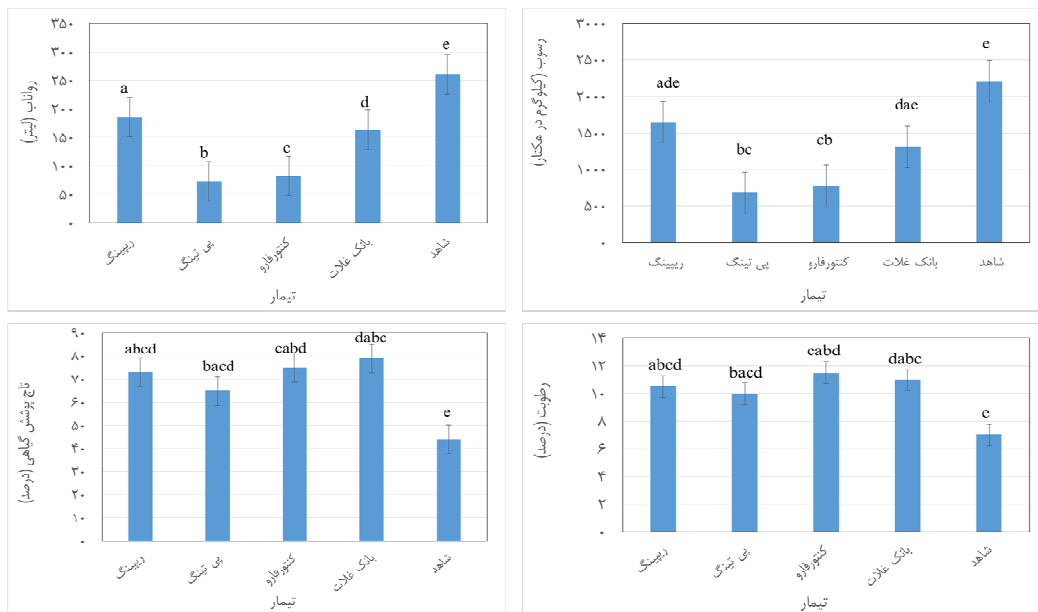 رواناب (لیتر)
۳۵۰
۳۰۰
۲۵۰
۲۰۰
۱۵۰
۱۰۰
۵۰
۰
a
b
c
d
e
ریپینگ
پی تینگ
کنتورفارو
بانک غلات
شاهد
تیمار
رسوب (کیلوگرم در هکتار)
۳۰۰۰
۲۵۰۰
۲۰۰۰
۱۵۰۰
۱۰۰۰
۵۰۰
۰
ade
bc
cb
dac
e
ریپینگ
پی تینگ
کنتورفارو
بانک غلات
شاهد
تیمار
تاج پوشش گیاهی (درصد)
۹۰
۸۰
۷۰
۶۰
۵۰
۴۰
۳۰
۲۰
۱۰
۰
abcd
bacd
cabd
dabc
e
ریپینگ
پی تینگ
کنتورفارو
بانک غلات
شاهد
تیمار
رطوبت (درصد)
۱۴
۱۲
۱۰
۸
۶
۴
۲
۰
abcd
bacd
cabd
dabc
e
ریپینگ
پی تینگ
کنتورفارو
بانک غلات
شاهد
تیمار